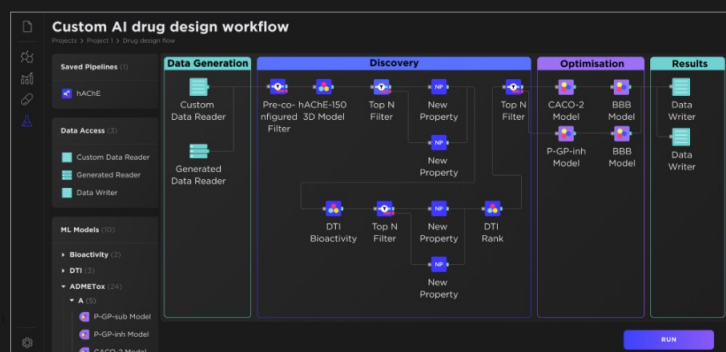 Custom AI drug design workflow
Projects > Project 1 > Drug design flow
Saved Pipelines (1)
hAChE
Data Access (3)
Custom Data Reader
Generated Reader
Data Writer
ML Models (10)
Bioactivity (2)
DTI (3)
ADMETox (24)
A (5)
P-GP-sub Model
P-GP-inh Model
CACO-2 Model
Data Generation
Custom
Data Reader
Generated
Data Reader
Discovery
Pre-co-
nfigured
Filter
hAChE-150
3D Model
Top N
Filter
NP
New
Property
NP
New
Property
Top N
Filter
DTI
Bioactivity
Top N
Filter
NP
New
Property
NP
New
Property
DTI
Rank
Optimisation
CACO-2
Model
BBB
Model
P-GP-inh
Model
BBB
Model
Results
Data
Writer
Data
Writer
RUN